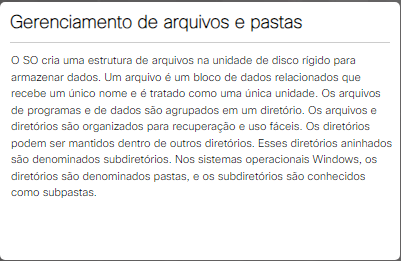 Gerenciamento de arquivos e pastas
O SO cria uma estrutura de arquivos na unidade de disco rígido para
armazenar dados. Um arquivo é um bloco de dados relacionados que
recebe um único nome e é tratado como uma única unidade. Os arquivos
de programas e de dados são agrupados em um diretório. Os arquivos e
diretórios são organizados para recuperação e uso fáceis. Os diretórios
podem ser mantidos dentro de outros diretórios. Esses diretórios aninhados
são denominados subdiretórios. Nos sistemas operacionais Windows, os
diretórios são denominados pastas, e os subdiretórios são conhecidos
como subpastas.